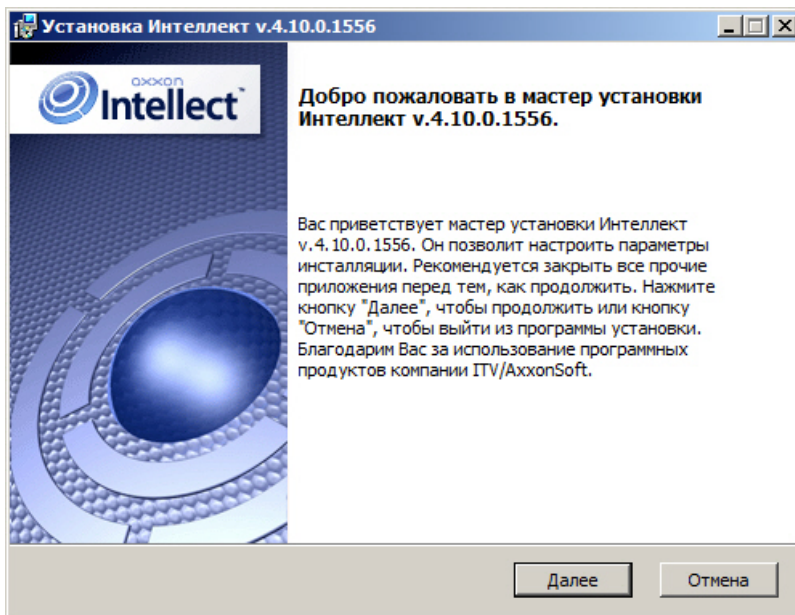 Установка Интеллект v.4.10.0.1556
axxon
Intellect™
Добро пожаловать в мастер установки
Интеллект v.4.10.0.1556.
Вас приветствует мастер установки Интеллект
v.4.10.0.1556. Он позволит настроить параметры
инсталляции. Рекомендуется закрыть все прочие
приложения перед тем, как продолжить. Нажмите
кнопку "Далее", чтобы продолжить или кнопку
"Отмена", чтобы выйти из программы установки.
Благодарим Вас за использование программных
продуктов компании ITV/AxxonSoft.
Далее
Отмена